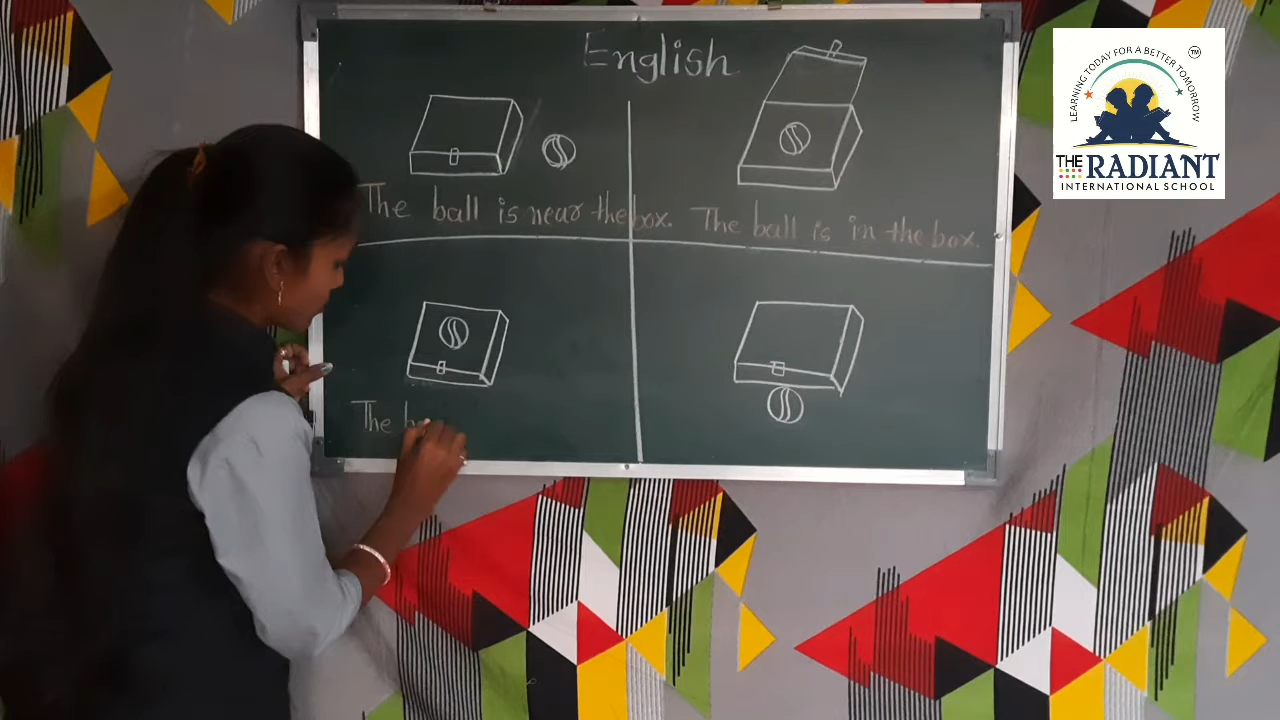 English
The ball is near the box.
The ball is in the box.
The b
LEARNING TODAY FOR A BETTER TOMORROW
TM
THE RADIANT
INTERNATIONAL SCHOOL